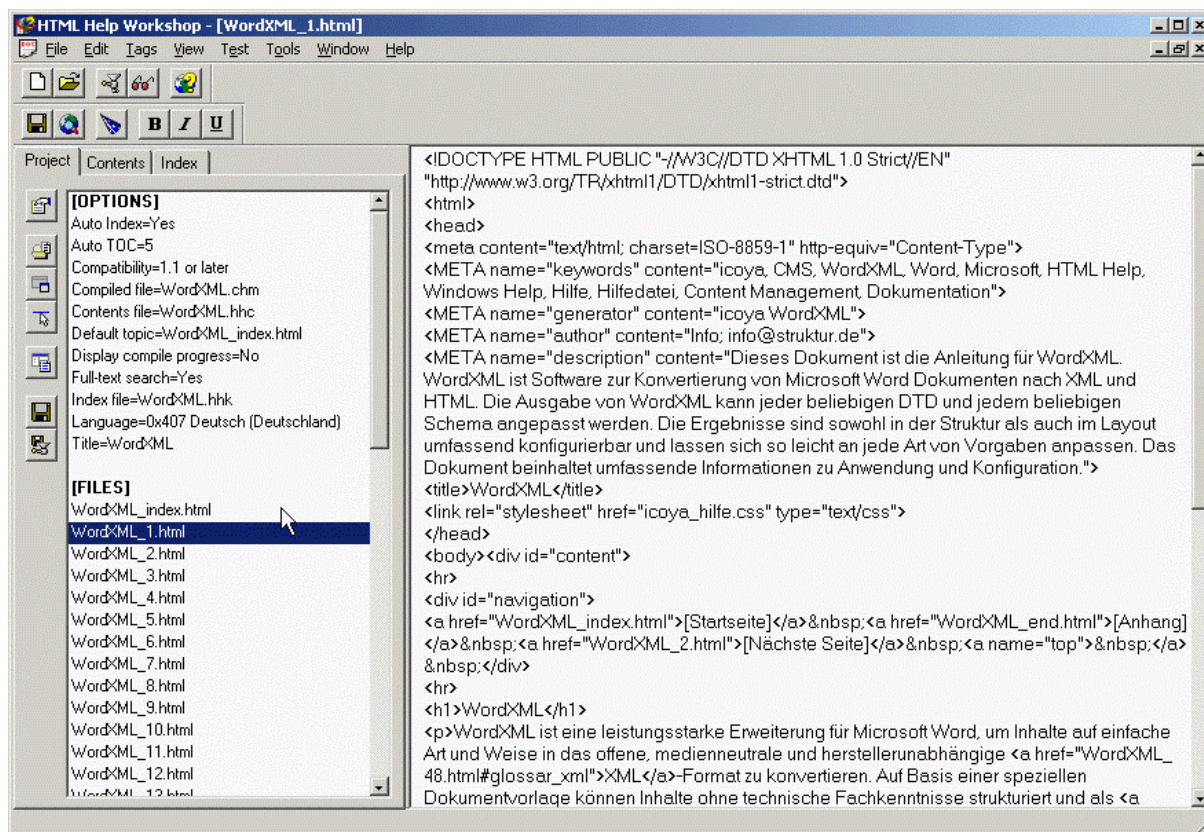 HTML Help Workshop - [WordXML_1.html]
File Edit Tags View Test Tools Window Help
B I U
Project Contents Index
[OPTIONS]
Auto Index=Yes
Auto TOC=5
Compatibility=1.1 or later
Compiled file=WordXML.chm
Contents file=WordXML.hhc
Default topic=WordXML_index.html
Display compile progress=No
Full-text search=Yes
Index file=WordXML.hhk
Language=0x407 Deutsch (Deutschland)
Title=WordXML
[FILES]
WordXML_index.html
WordXML_1.html
WordXML_2.html
WordXML_3.html
WordXML_4.html
WordXML_5.html
WordXML_6.html
WordXML_7.html
WordXML_8.html
WordXML_9.html
WordXML_10.html
WordXML_11.html
WordXML_12.html
WordXML_13.html
<!DOCTYPE HTML PUBLIC "-//W3C//DTD XHTML 1.0 Strict//EN"
"http://www.w3.org/TR/xhtml1/DTD/xhtml1-strict.dtd">
<html>
<head>
<meta content="text/html; charset=ISO-8859-1" http-equiv="Content-Type">
<META name="keywords" content="icoya, CMS, WordXML, Word, Microsoft, HTML Help,
Windows Help, Hilfe, Hilfedatei, Content Management, Dokumentation">
<META name="generator" content="icoya WordXML">
<META name="author" content="Info; info@struktur.de">
<META name="description" content="Dieses Dokument ist die Anleitung für WordXML.
WordXML ist Software zur Konvertierung von Microsoft Word Dokumenten nach XML und
HTML. Die Ausgabe von WordXML kann jeder beliebigen DTD und jedem beliebigen
Schema angepasst werden. Die Ergebnisse sind sowohl in der Struktur als auch im Layout
umfassend konfigurierbar und lassen sich so leicht an jede Art von Vorgaben anpassen. Das
Dokument beinhaltet umfassende Informationen zu Anwendung und Konfiguration.">
<title>WordXML</title>
<link rel="stylesheet" href="icoya_hilfe.css" type="text/css">
</head>
<body><div id="content">
<hr>
<div id="navigation">
<a href="WordXML_index.html">[Startseite]</a>&nbsp;<a href="WordXML_end.html">[Anhang]
</a>&nbsp;<a href="WordXML_2.html">[Nächste Seite]</a>&nbsp;<a name="top">&nbsp;</a>
&nbsp;</div>
<hr>
<h1>WordXML</h1>
<p>WordXML ist eine leistungsstarke Erweiterung für Microsoft Word, um Inhalte auf einfache
Art und Weise in das offene, medienneutrale und herstellerunabhängige <a href="WordXML_
48.html#glossar_xml">XML</a>-Format zu konvertieren. Auf Basis einer speziellen
Dokumentvorlage können Inhalte ohne technische Fachkenntnisse strukturiert und als <a